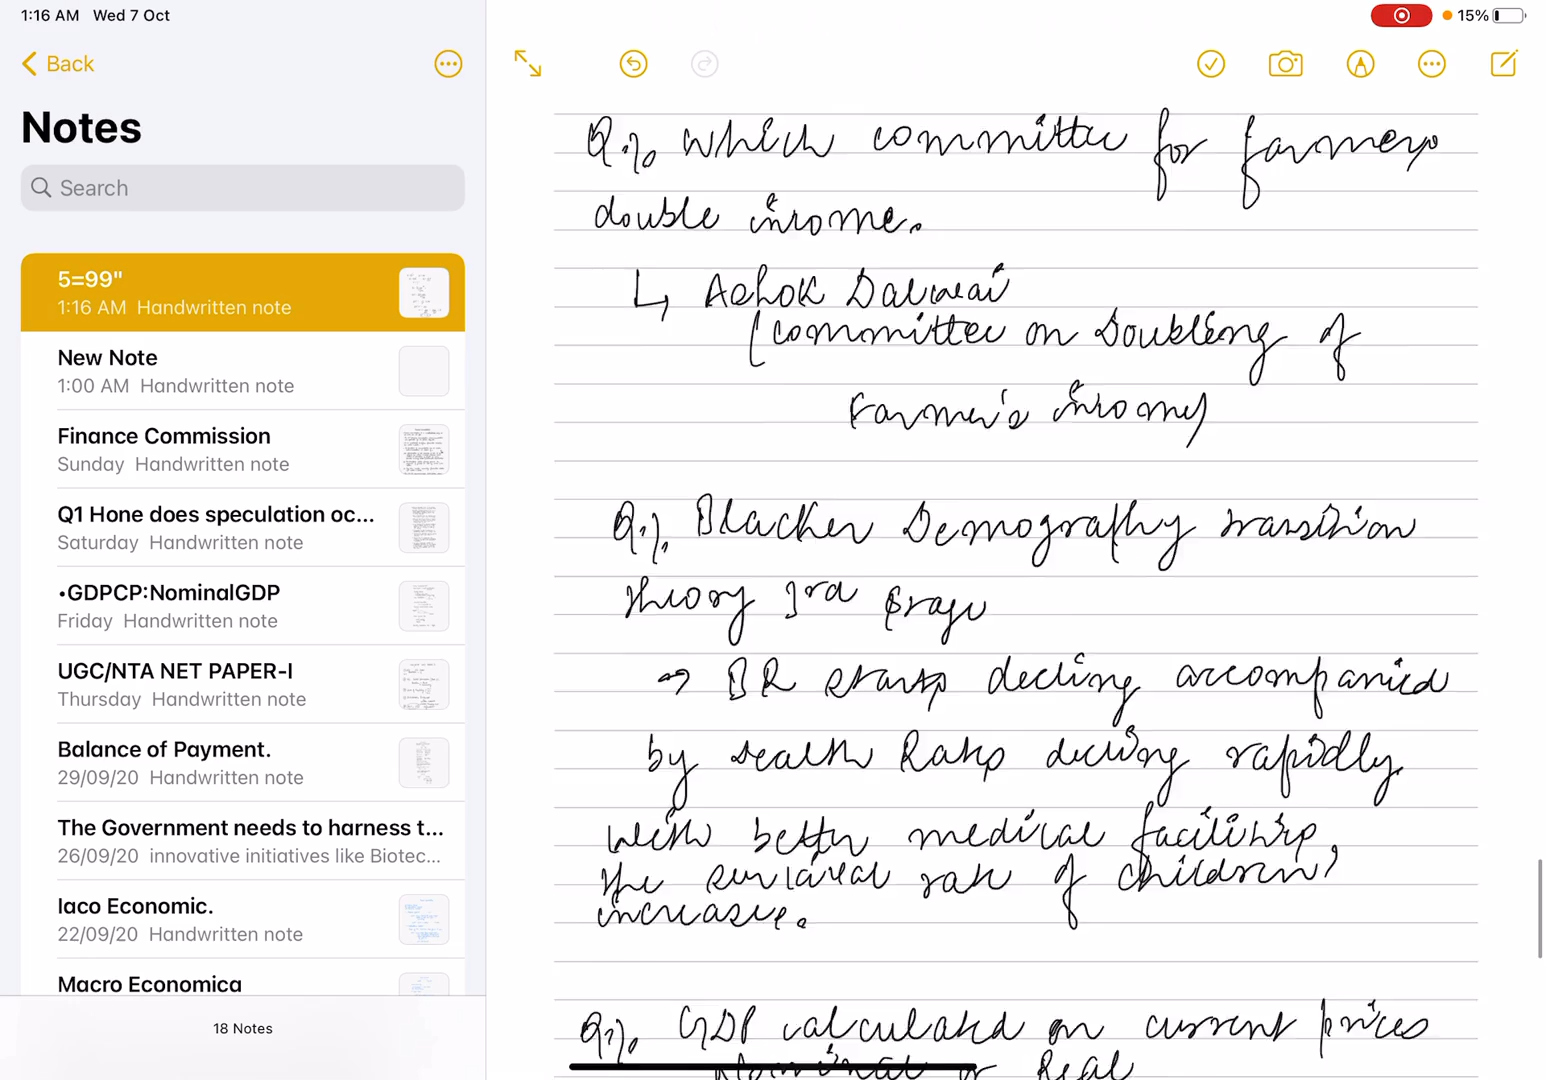 1:16 AM Wed 7 Oct
15%
Back
Notes
Search
5=99"
1:16 AM Handwritten note
New Note
1:00 AM Handwritten note
Finance Commission
Sunday Handwritten note
Q1 Hone does speculation oc...
Saturday Handwritten note
•GDPCP:NominalGDP
Friday Handwritten note
UGC/NTA NET PAPER-I
Thursday Handwritten note
Balance of Payment.
29/09/20 Handwritten note
The Government needs to harness t...
26/09/20 innovative initiatives like Biotec...
Iaco Economic.
22/09/20 Handwritten note
Macro Economica
18 Notes
Q.). which committee for farmers
double income.
↳ Ashok Dalwai
(committee on Doubling of
Farmer's income)
Q.). Blacker Demography transition
theory 3rd stage
→ BR starts decling accompanied
by death Rates decling rapidly
with better medical facilities,
the survival rate of children)
increase.
Q.). GDP calculated on current prices
Nominal or Real